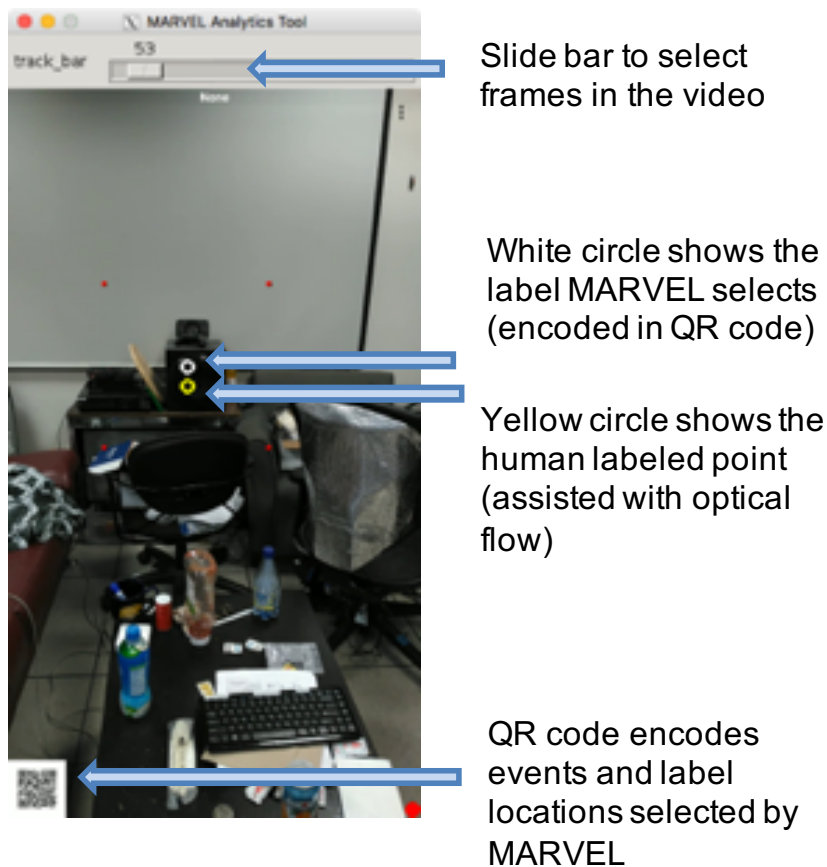 MARVEL Analytics Tool
53
track_bar
None
Slide bar to select
frames in the video
White circle shows the
label MARVEL selects
(encoded in QR code)
Yellow circle shows the
human labeled point
(assisted with optical
flow)
QR code encodes
events and label
locations selected by
MARVEL